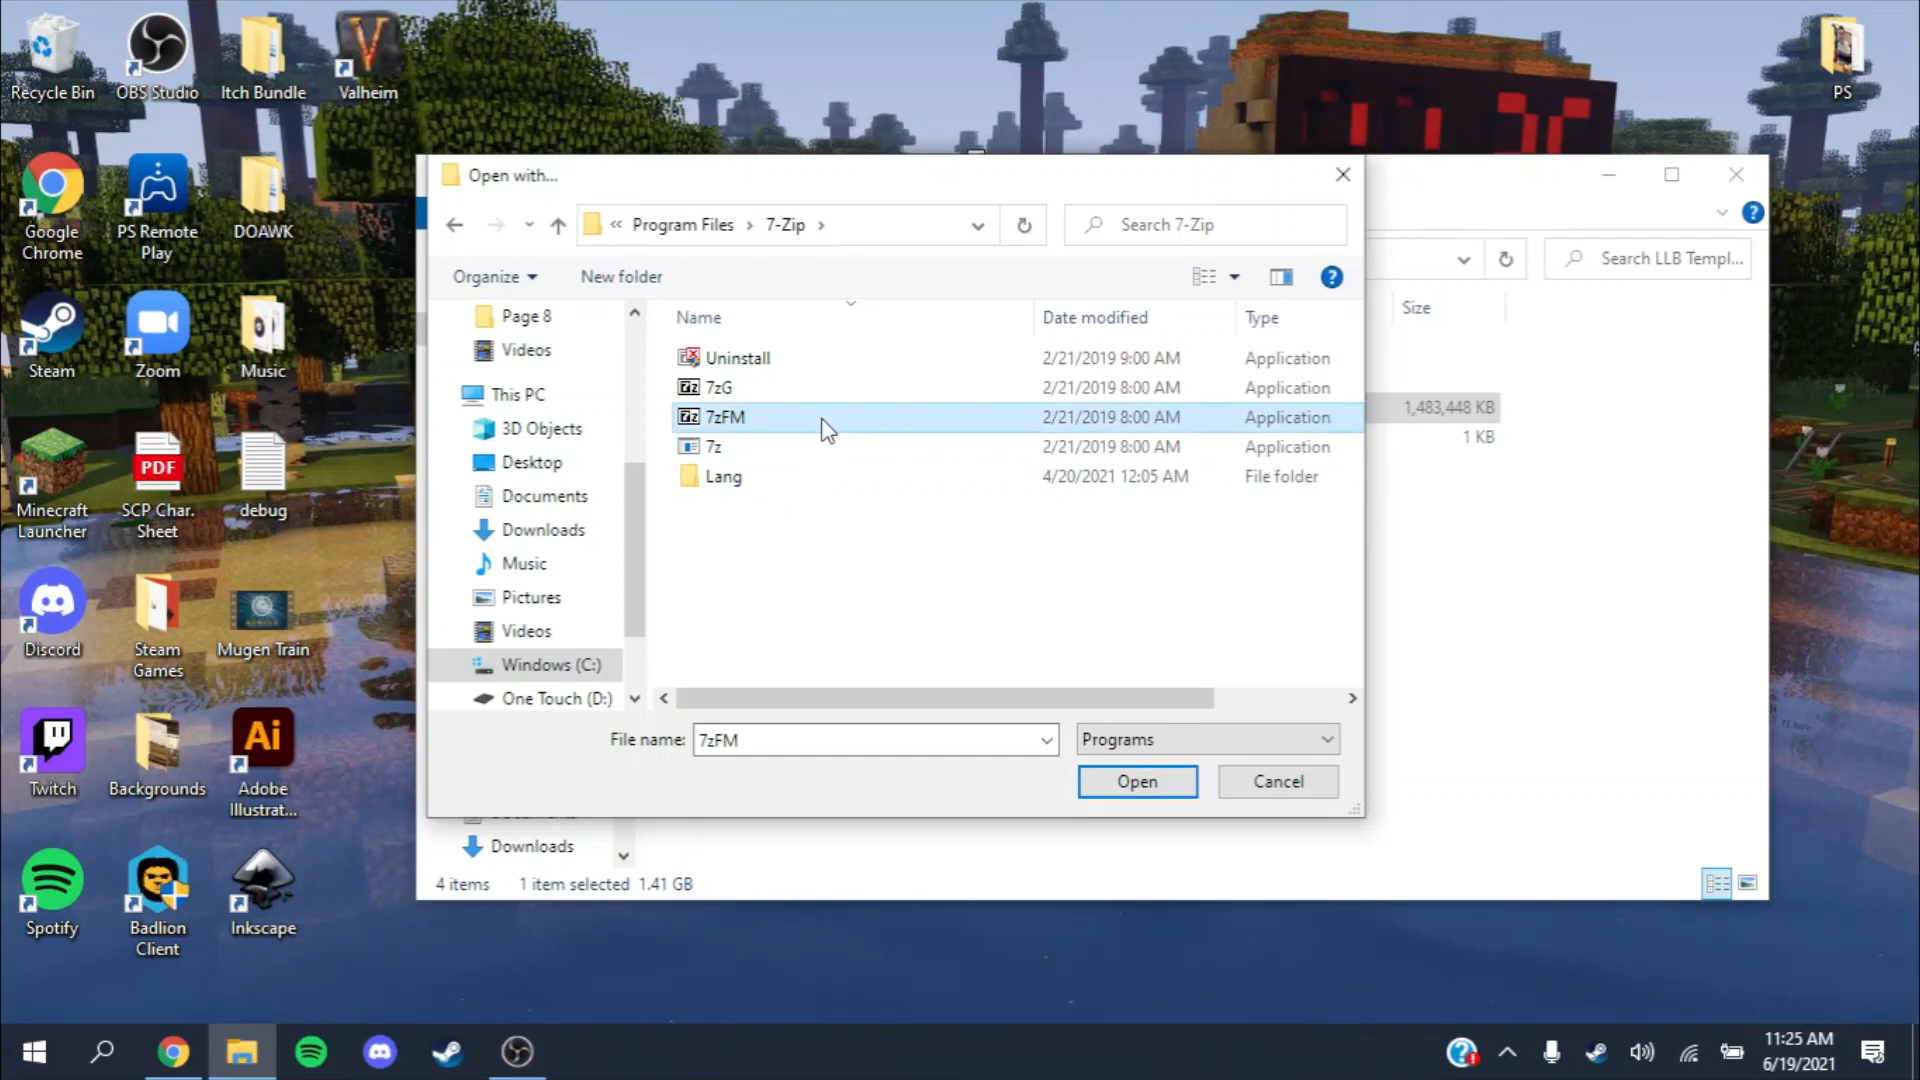 Recycle Bin
OBS Studio
Itch Bundle
Valheim
PS
Google
Chrome
PS Remote
Play
DOAWK
Steam
Zoom
Music
Minecraft
Launcher
PDF
SCP Char.
Sheet
debug
Discord
Steam
Games
Mugen Train
Twitch
Backgrounds
Ai
Adobe
Illustrat...
Spotify
Badlion
Client
Inkscape
Open with...
« Program Files › 7-Zip ›
Search 7-Zip
Search LLB Templ...
Organize
New folder
Page 8
Videos
This PC
3D Objects
Desktop
Documents
Downloads
Music
Pictures
Videos
Windows (C:)
One Touch (D:)
Name Date modified Type
Size
Uninstall 2/21/2019 9:00 AM Application
7zG 2/21/2019 8:00 AM Application
7zFM 2/21/2019 8:00 AM Application
1,483,448 KB
7z 2/21/2019 8:00 AM Application
1 KB
Lang 4/20/2021 12:05 AM File folder
File name: 7zFM
Programs
Open
Cancel
Downloads
4 items 1 item selected 1.41 GB
11:25 AM
6/19/2021